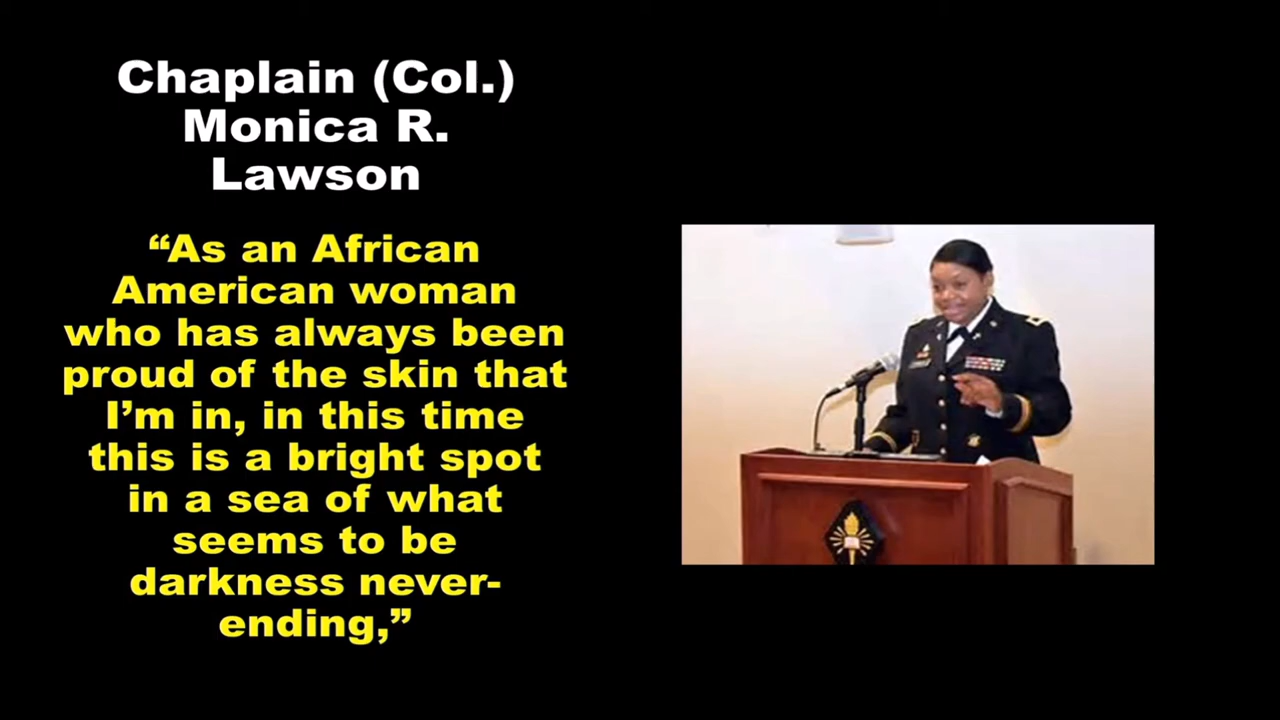 Chaplain (Col.)
Monica R.
Lawson
“As an African
American woman
who has always been
proud of the skin that
I’m in, in this time
this is a bright spot
in a sea of what
seems to be
darkness never-
ending,”